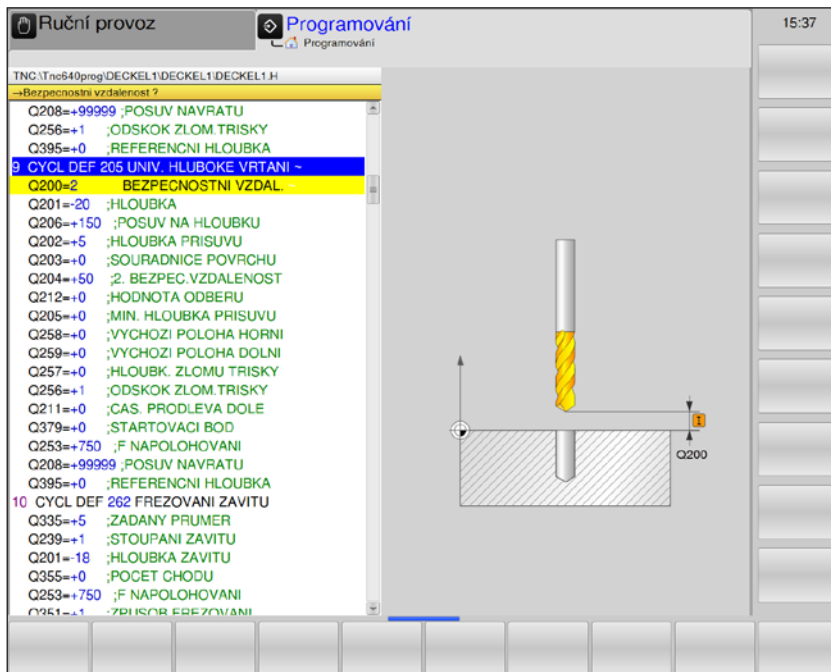 Ruční provoz
Programování
Programování
15:37
TNC:\Tnc640prog\DECKEL1\DECKEL1\DECKEL1.H
→Bezpecnostni vzdalenost ?
Q208=+99999 ;POSUV NAVRATU
Q256=+1 ;ODSKOK ZLOM.TRISKY
Q395=+0 ;REFERENCNI HLOUBKA
9 CYCL DEF 205 UNIV. HLUBOKE VRTANI ~
Q200=2 BEZPECNOSTNI VZDAL. ~
Q201=-20 ;HLOUBKA
Q206=+150 ;POSUV NA HLOUBKU
Q202=+5 ;HLOUBKA PRISUVU
Q203=+0 ;SOURADNICE POVRCHU
Q204=+50 ;2. BEZPEC.VZDALENOST
Q212=+0 ;HODNOTA ODBERU
Q205=+0 ;MIN. HLOUBKA PRISUVU
Q258=+0 ;VYCHOZI POLOHA HORNI
Q259=+0 ;VYCHOZI POLOHA DOLNI
Q257=+0 ;HLOUBK. ZLOMU TRISKY
Q256=+1 ;ODSKOK ZLOM.TRISKY
Q211=+0 ;CAS. PRODLEVA DOLE
Q379=+0 ;STARTOVACI BOD
Q253=+750 ;F NAPOLOHOVANI
Q208=+99999 ;POSUV NAVRATU
Q395=+0 ;REFERENCNI HLOUBKA
10 CYCL DEF 262 FREZOVANI ZAVITU
Q335=+5 ;ZADANY PRUMER
Q239=+1 ;STOUPANI ZAVITU
Q201=-18 ;HLOUBKA ZAVITU
Q355=+0 ;POCET CHODU
Q253=+750 ;F NAPOLOHOVANI
Q351=+1 ;ZPUSOB FREZOVANI
Q200